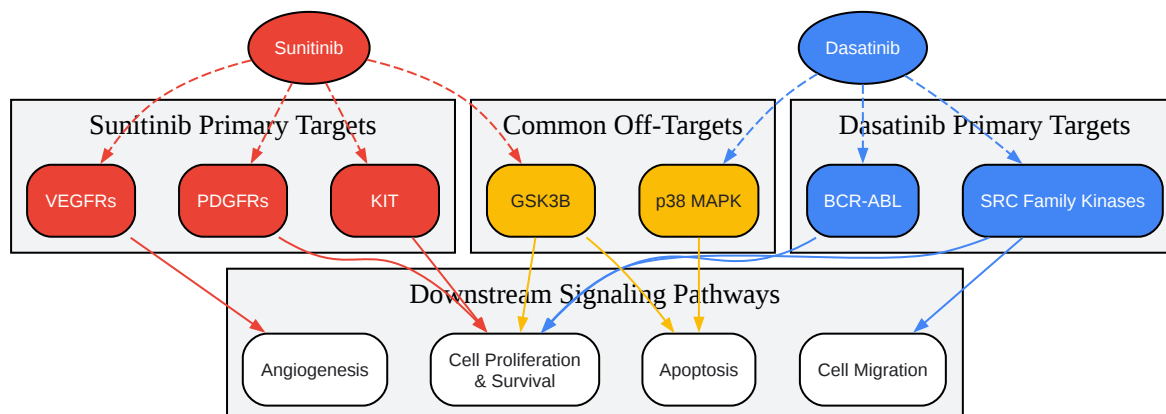 Sunitinib
Dasatinib
Sunitinib Primary Targets
Common Off-Targets
Dasatinib Primary Targets
VEGFRs
PDGFRs
KIT
GSK3B
p38 MAPK
BCR-ABL
SRC Family Kinases
Downstream Signaling Pathways
Angiogenesis
Cell Proliferation
& Survival
Apoptosis
Cell Migration